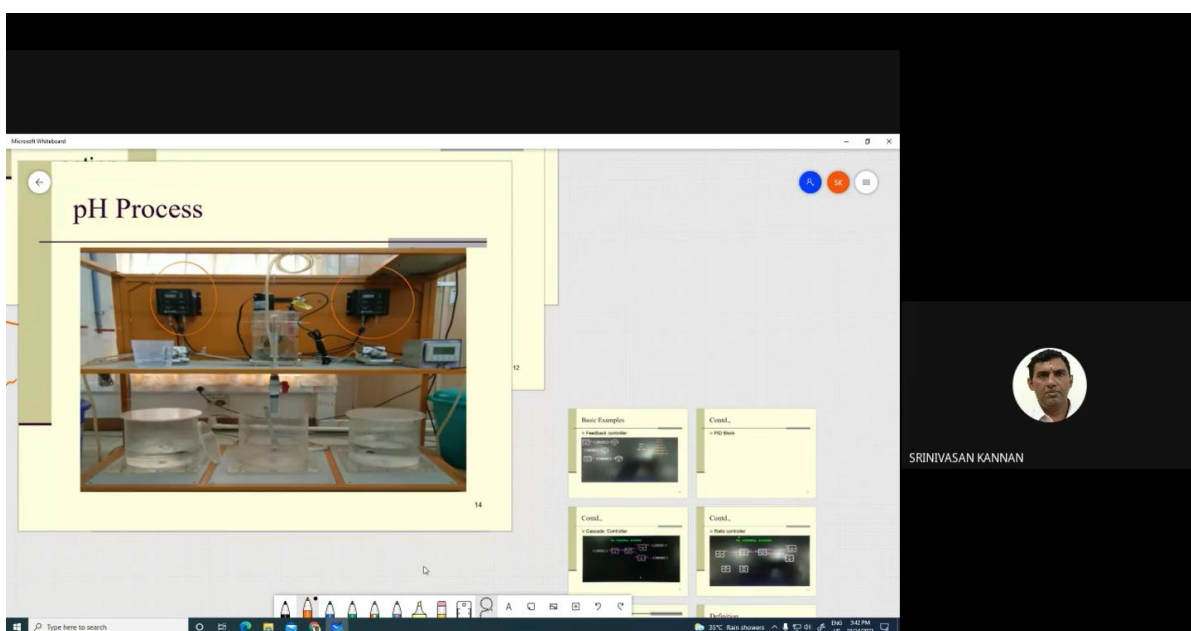 Microsoft Whiteboard
pH Process
SK
12
14
Basic Examples
Feedback controller
Contd.,
PID Block
Contd.,
Cascade Controller
Contd.,
Ratio controller
Definition
SRINIVASAN KANNAN
A
Type here to search
35°C Rain showers
ENG
3:42 PM